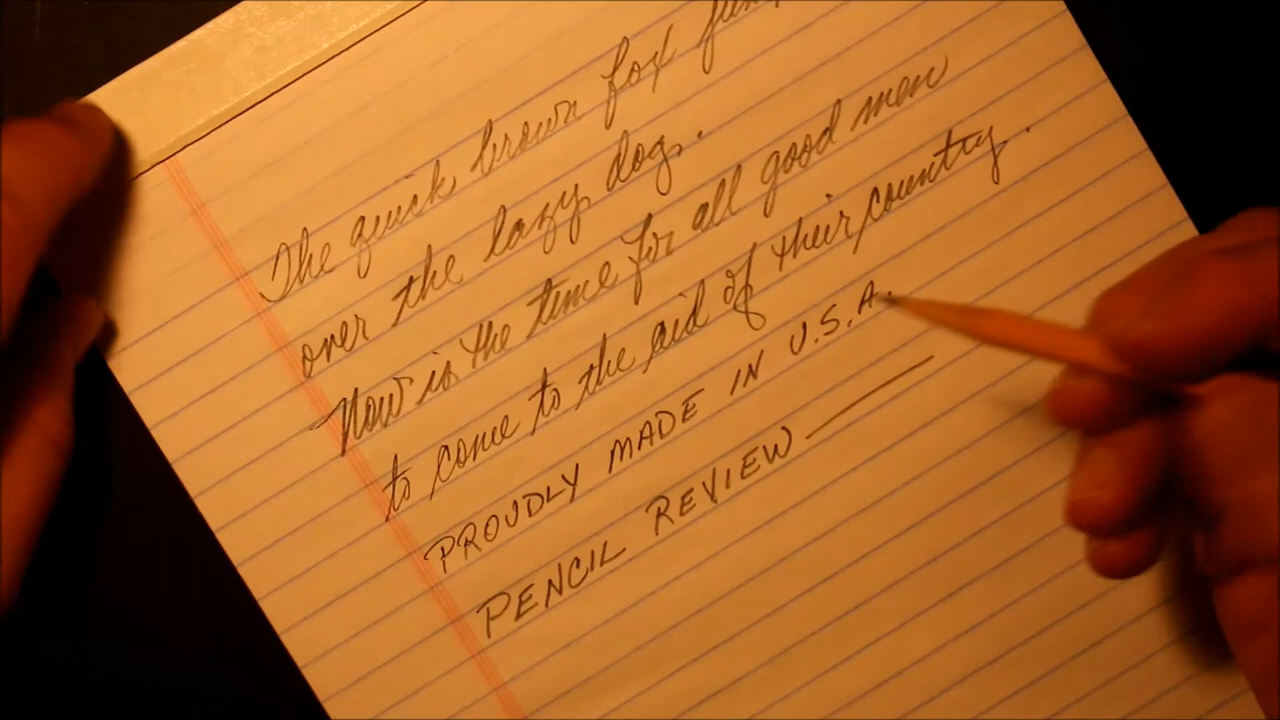 The quick brown fox jump
over the lazy dog.
Now is the time for all good men
to come to the aid of their country.
PROUDLY MADE IN U.S.A.
PENCIL REVIEW